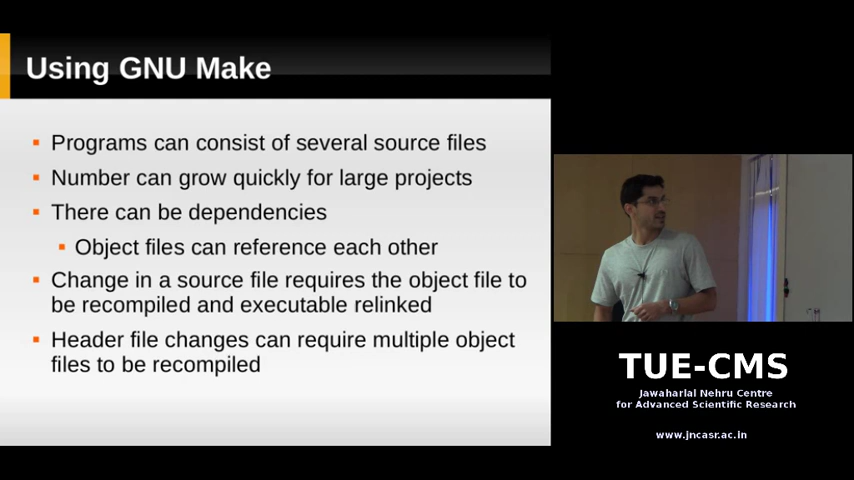 Using GNU Make
Programs can consist of several source files
Number can grow quickly for large projects
There can be dependencies
Object files can reference each other
Change in a source file requires the object file to
be recompiled and executable relinked
Header file changes can require multiple object
files to be recompiled
TUE-CMS
Jawaharlal Nehru Centre
for Advanced Scientific Research
www.jncasr.ac.in